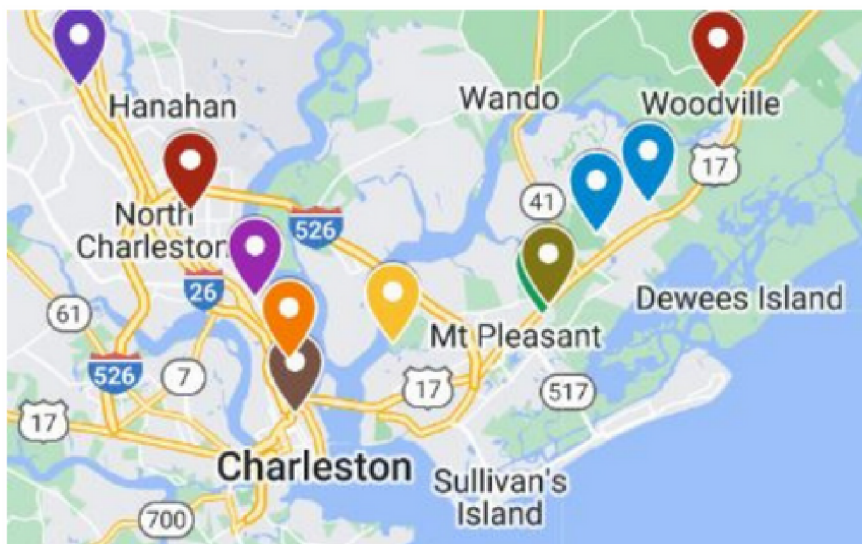 Hanahan
Wando
Woodville
17
41
North
Charleston
526
26
Dewees Island
61
Mt Pleasant
526
7
17
517
17
Charleston
Sullivan's
Island
700